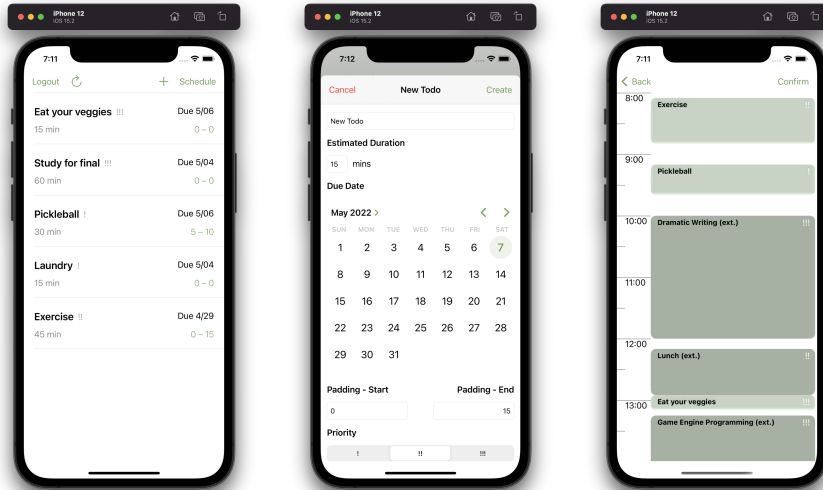 iPhone 12
iOS 15.2
7:11
Logout
Schedule
Eat your veggies !!! Due 5/06
15 min 0 – 0
Study for final !!! Due 5/04
60 min 0 – 0
Pickleball ! Due 5/06
30 min 5 – 10
Laundry ! Due 5/04
15 min 0 – 0
Exercise !! Due 4/29
45 min 0 – 15
iPhone 12
iOS 15.2
7:12
Cancel New Todo Create
New Todo
Estimated Duration
15 mins
Due Date
May 2022
SUN MON TUE WED THU FRI SAT
1 2 3 4 5 6 7
8 9 10 11 12 13 14
15 16 17 18 19 20 21
22 23 24 25 26 27 28
29 30 31
Padding - Start Padding - End
0 15
Priority
! !! !!!
iPhone 12
iOS 15.2
7:11
Back Confirm
8:00 Exercise !!
9:00
Pickleball !
10:00 Dramatic Writing (ext.) !!!
11:00
12:00
Lunch (ext.) !!
13:00 Eat your veggies !!!
Game Engine Programming (ext.) !!!